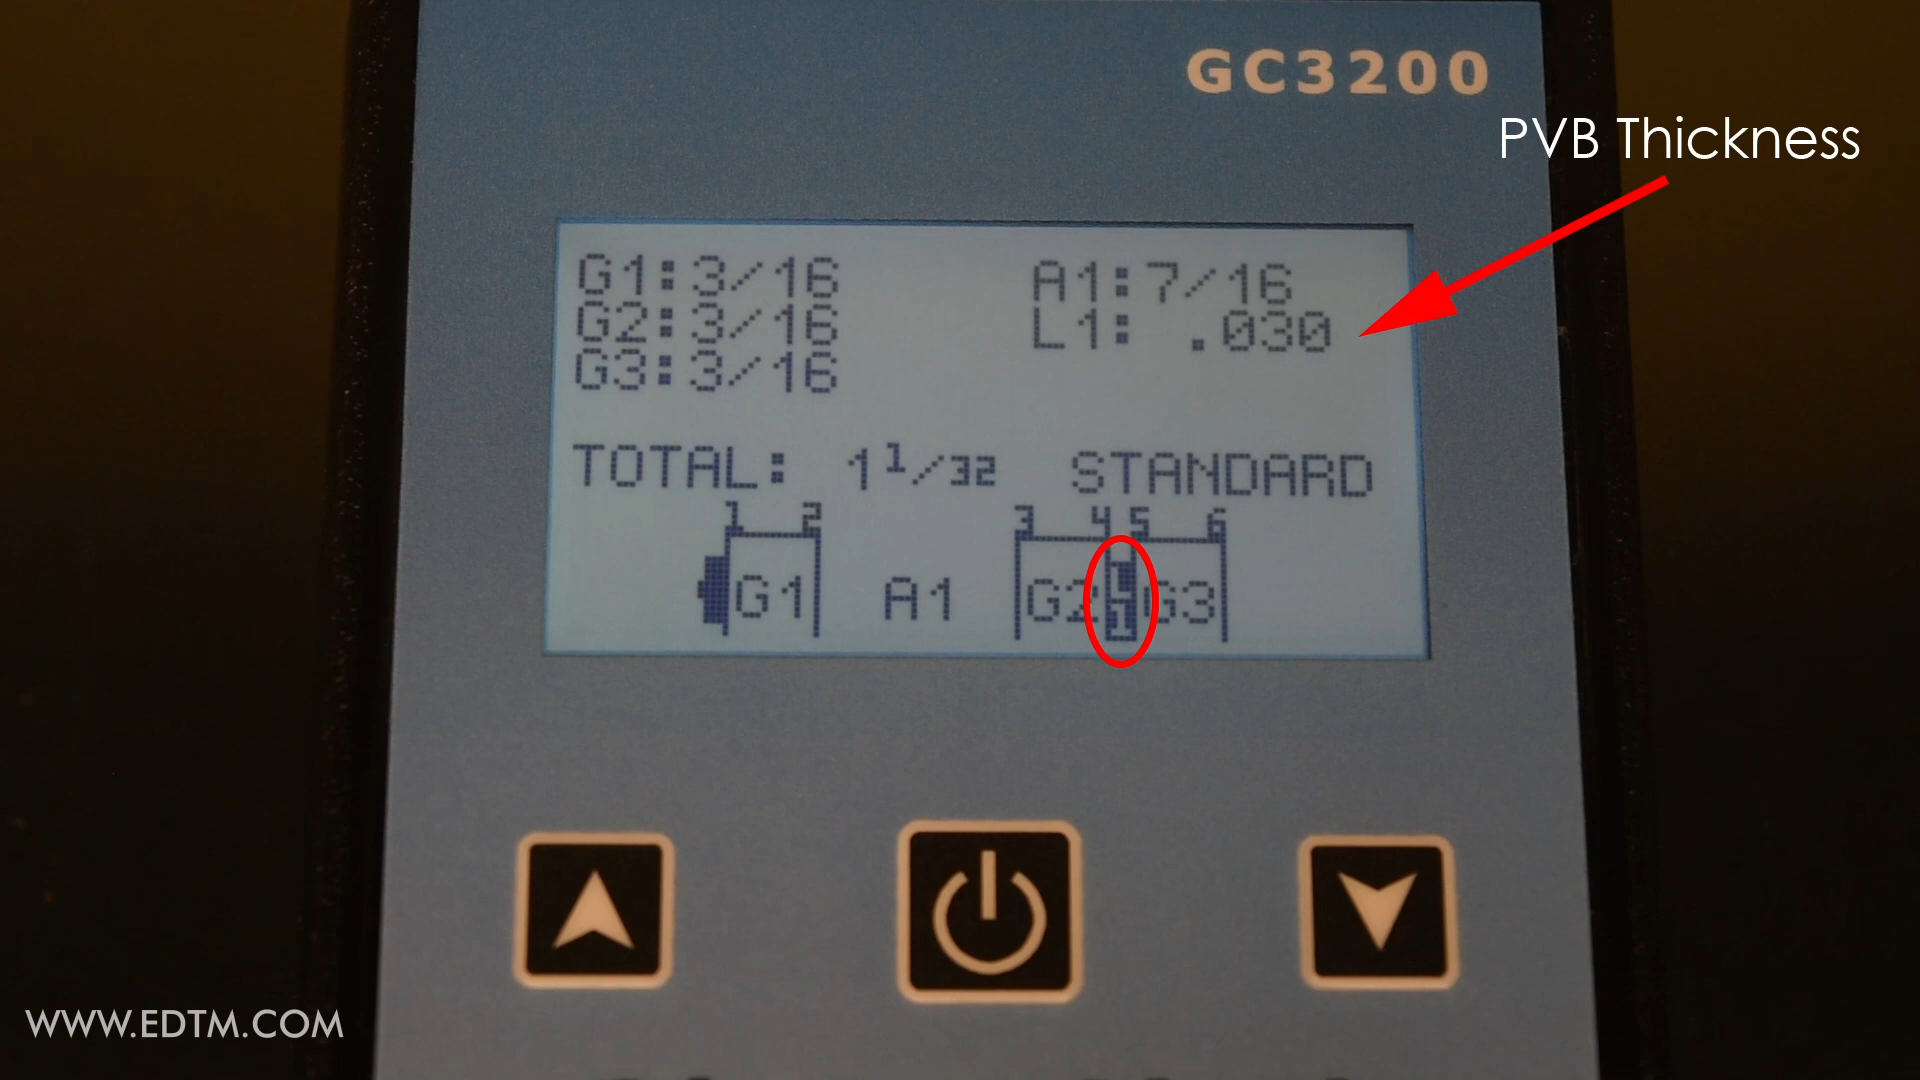 GC3200
PVB Thickness
G1:3/16 A1:7/16
G2:3/16 L1: .030
G3:3/16
TOTAL: 1 1/32 STANDARD
1 2 3 4 5 6
G1 A1 G2 L1 G3
WWW.EDTM.COM